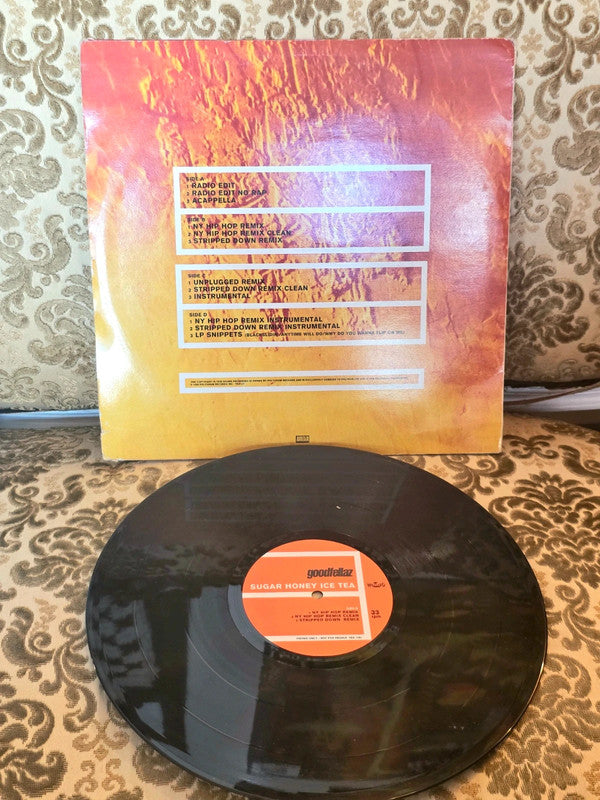 SIDE A
1 RADIO EDIT
2 RADIO EDIT NO RAP
3 ACAPPELLA
SIDE B
1 NY HIP HOP REMIX
2 NY HIP HOP REMIX CLEAN
3 STRIPPED DOWN REMIX
SIDE C
1 UNPLUGGED REMIX
2 STRIPPED DOWN REMIX CLEAN
3 INSTRUMENTAL
SIDE D
1 NY HIP HOP REMIX INSTRUMENTAL
2 STRIPPED DOWN REMIX INSTRUMENTAL
3 LP SNIPPETS
goodfellaz
SUGAR HONEY ICE TEA
1 NY HIP HOP REMIX
2 NY HIP HOP REMIX CLEAN
3 STRIPPED DOWN REMIX
33